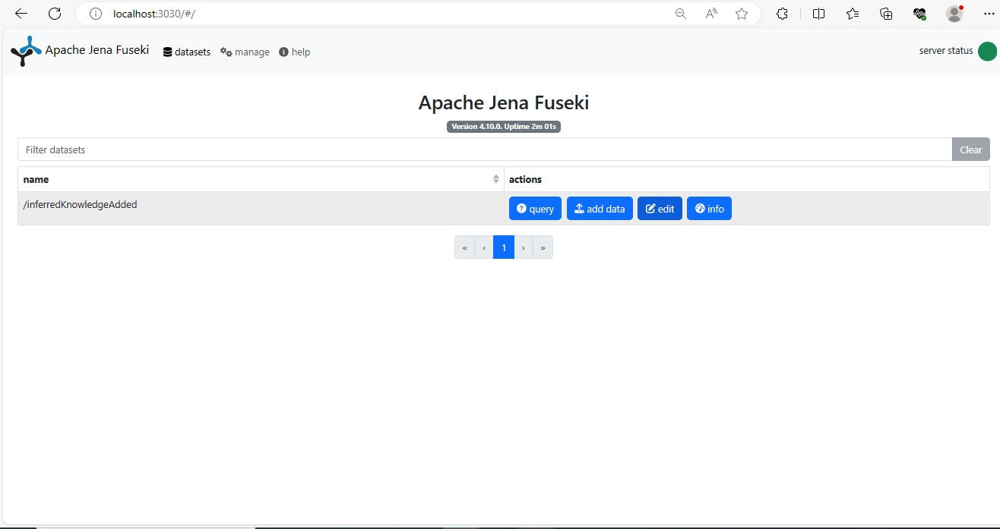 localhost:3030/#/
Apache Jena Fuseki datasets manage help server status
Apache Jena Fuseki
Version 4.10.0. Uptime 2m 01s
Filter datasets Clear
name actions
/inferredKnowledgeAdded query add data edit info
« ‹ 1 › »